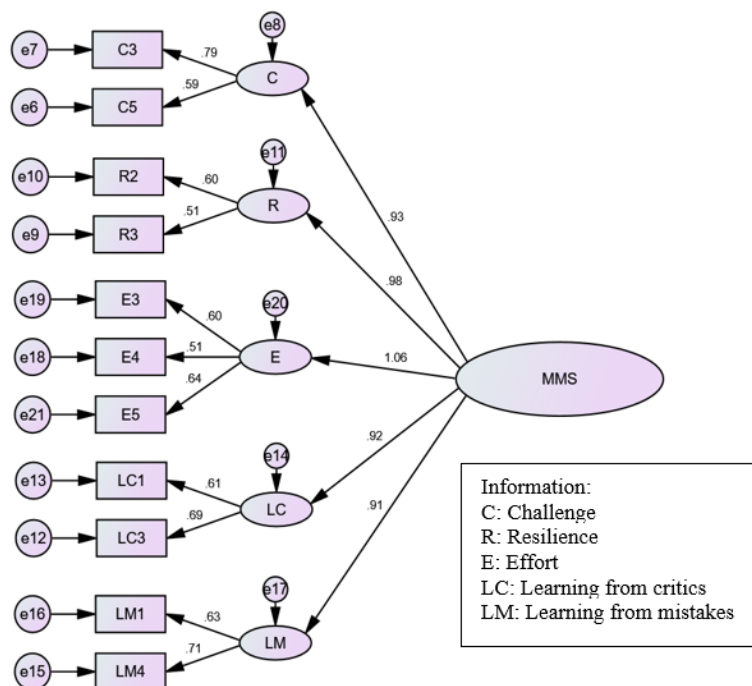 e8
e7
C3
.79
C
.59
e6
C5
e11
e10
R2
.60
R
.93
.51
e9
R3
.98
e19
E3
e20
.60
e18
E4
.51
E
1.06
MMS
.64
e21
E5
.92
e14
e13
LC1
.61
LC
.91
.69
e12
LC3
Information:
C: Challenge
R: Resilience
E: Effort
LC: Learning from critics
LM: Learning from mistakes
e17
e16
LM1
.63
LM
.71
e15
LM4